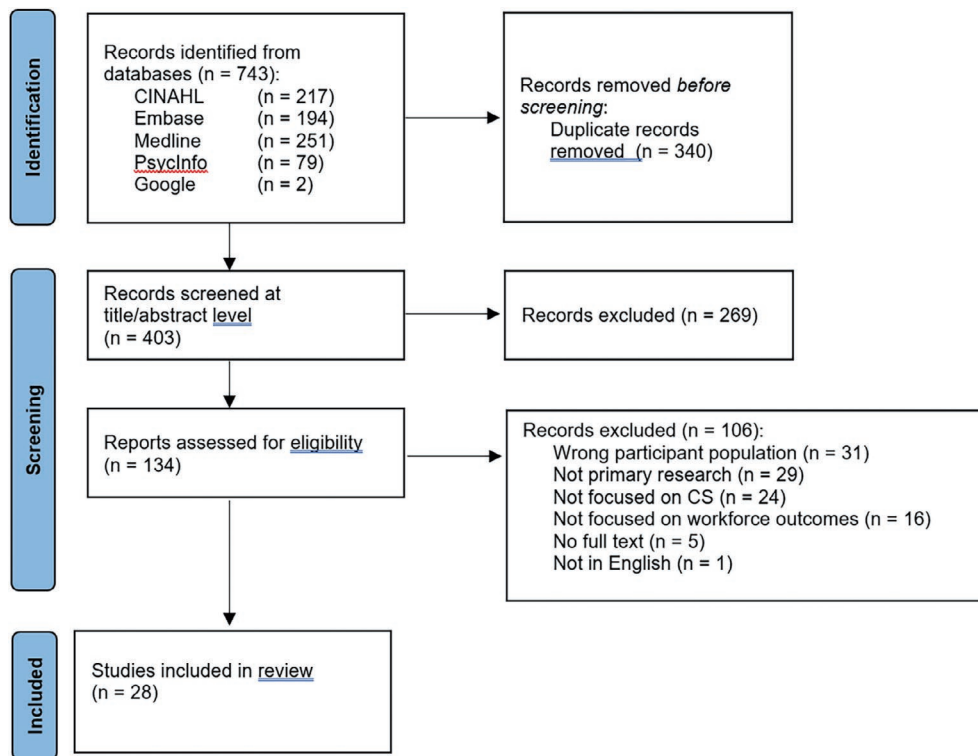 Identification
Records identified from
databases (n = 743):
CINAHL (n = 217)
Embase (n = 194)
Medline (n = 251)
PsycInfo (n = 79)
Google (n = 2)
Records removed before
screening:
Duplicate records
removed (n = 340)
Screening
Records screened at
title/abstract level
(n = 403)
Records excluded (n = 269)
Reports assessed for eligibility
(n = 134)
Records excluded (n = 106):
Wrong participant population (n = 31)
Not primary research (n = 29)
Not focused on CS (n = 24)
Not focused on workforce outcomes (n = 16)
No full text (n = 5)
Not in English (n = 1)
Included
Studies included in review
(n = 28)